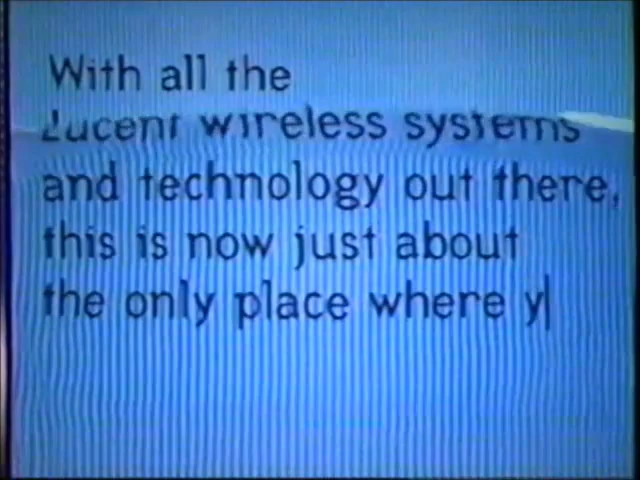 With all the
Lucent wireless systems
and technology out there,
this is now just about
the only place where y